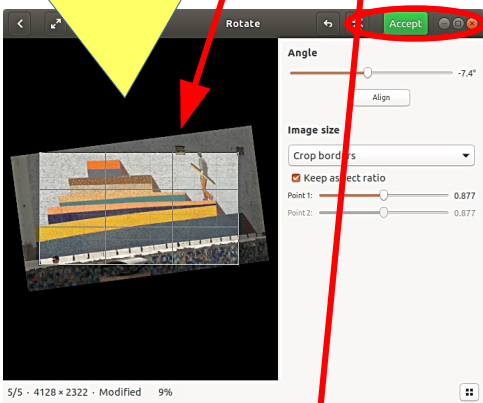 Rotate
Accept
Angle
-7.4°
Align
Image size
Crop borders
Keep aspect ratio
Point 1:
0.877
Point 2:
0.877
5/5 · 4128 × 2322 · Modified 9%